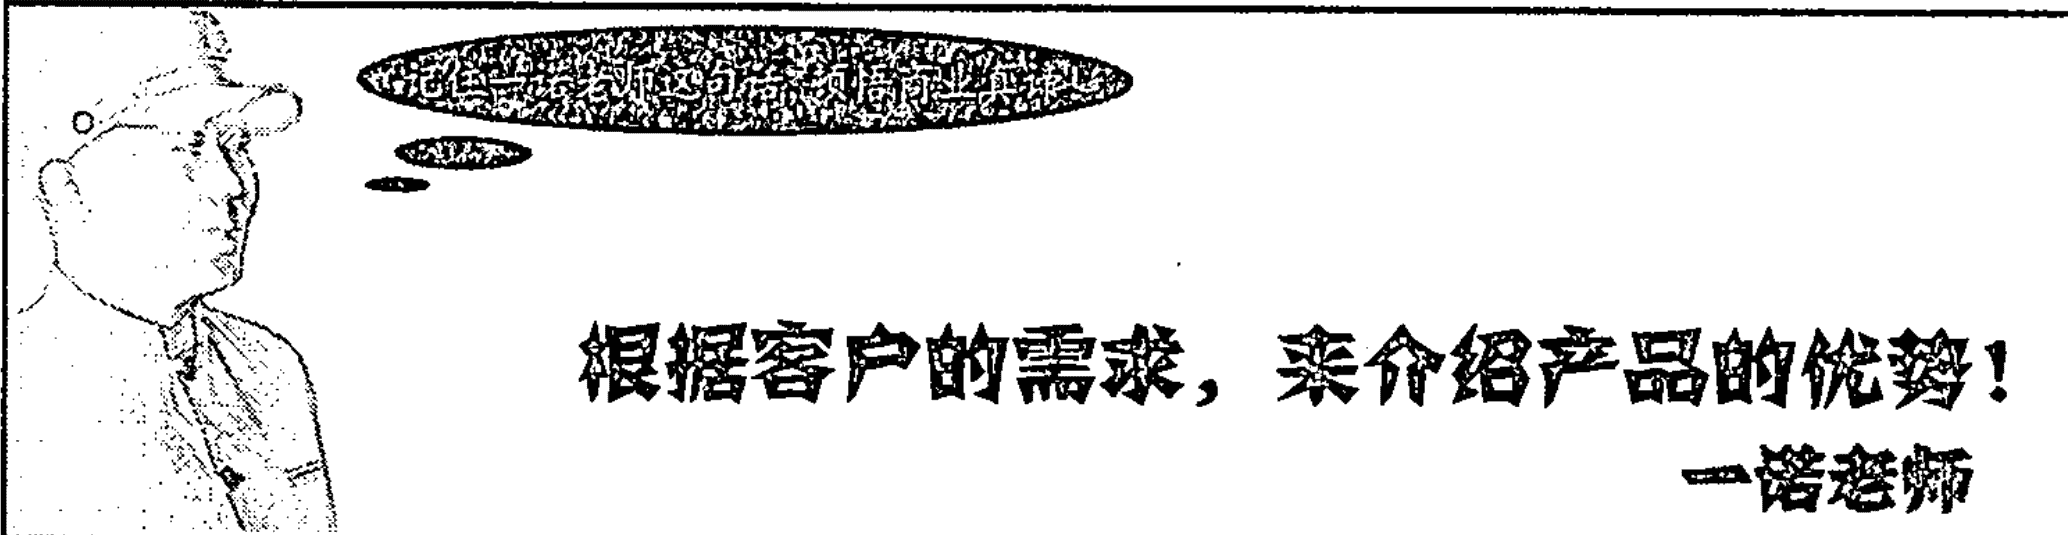 记住一诺老师这句话，领悟行业真谛！
根据客户的需求，来介绍产品的优势！
一诺老师